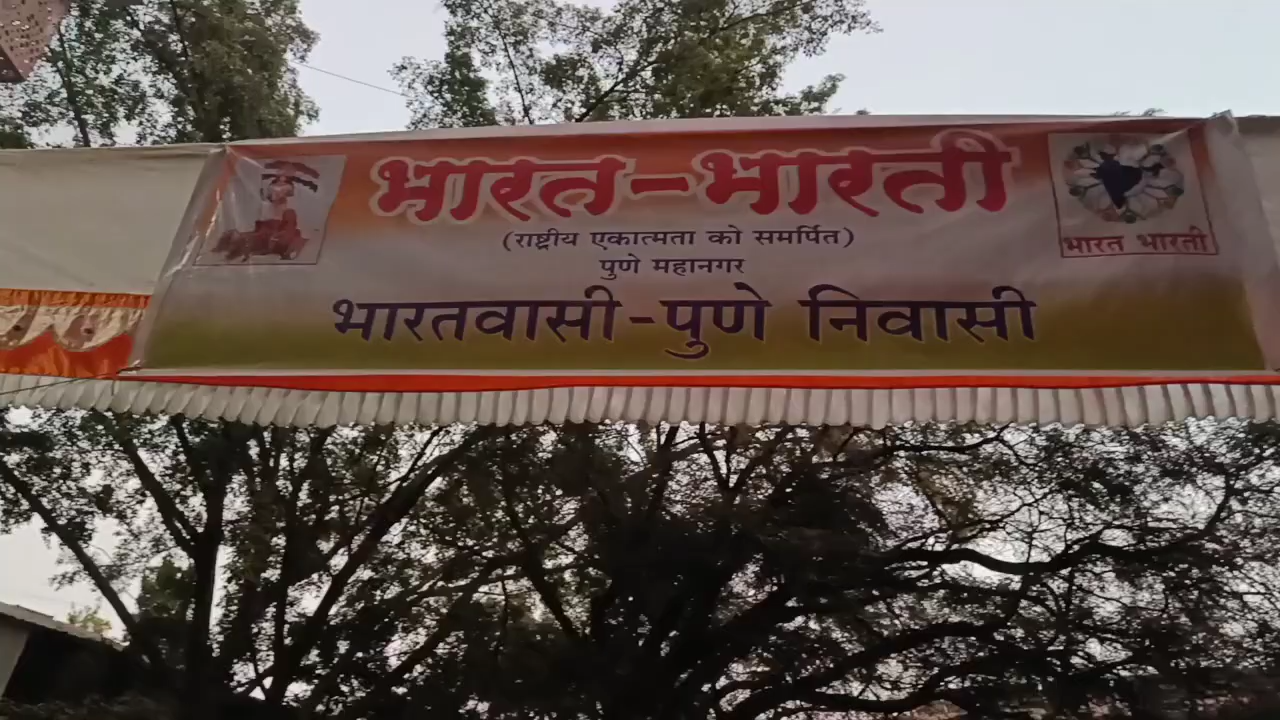 भारत-भारती
(राष्ट्रीय एकात्मता को समर्पित)
पुणे महानगर
भारतवासी-पुणे निवासी
भारत भारती